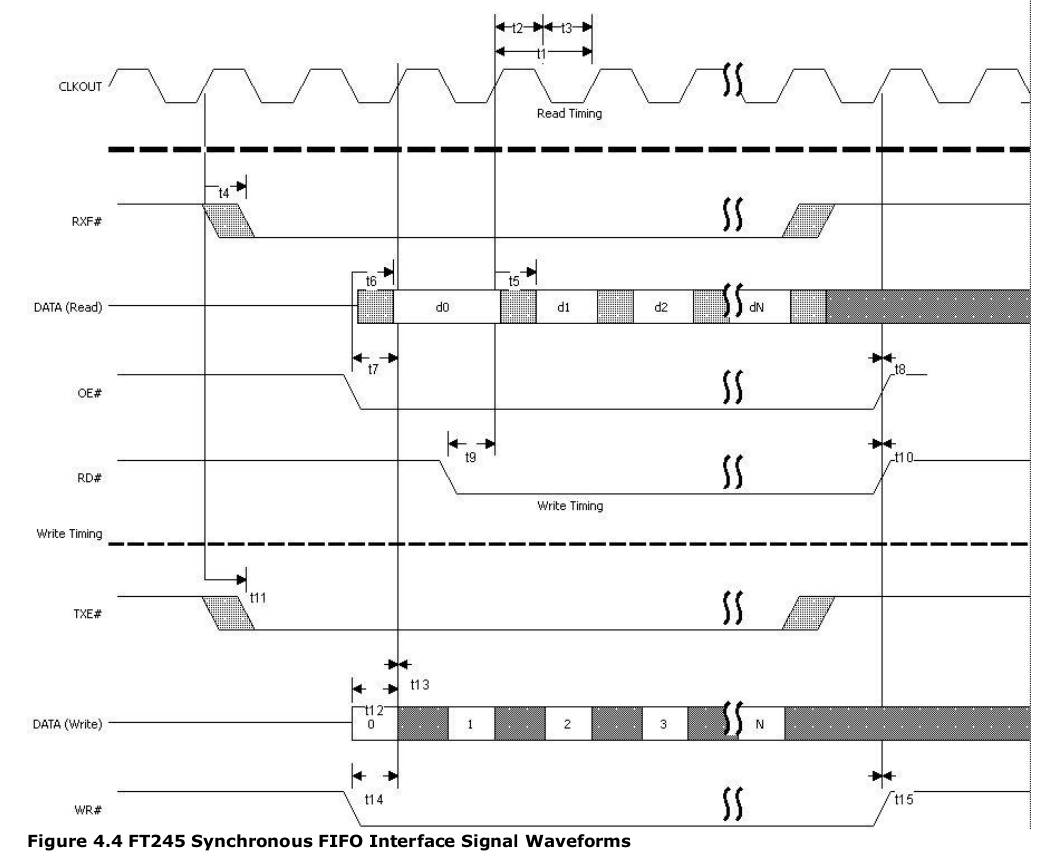 t2 t3
t1
CLKOUT
Read Timing
t4
RXF#
t6 t5
DATA (Read) d0 d1 d2 dN
t7 t8
OE#
t9 t10
RD#
Write Timing
Write Timing
t11
TXE#
t13
t12
DATA (Write) 0 1 2 3 N
t14 t15
WR#
Figure 4.4 FT245 Synchronous FIFO Interface Signal Waveforms